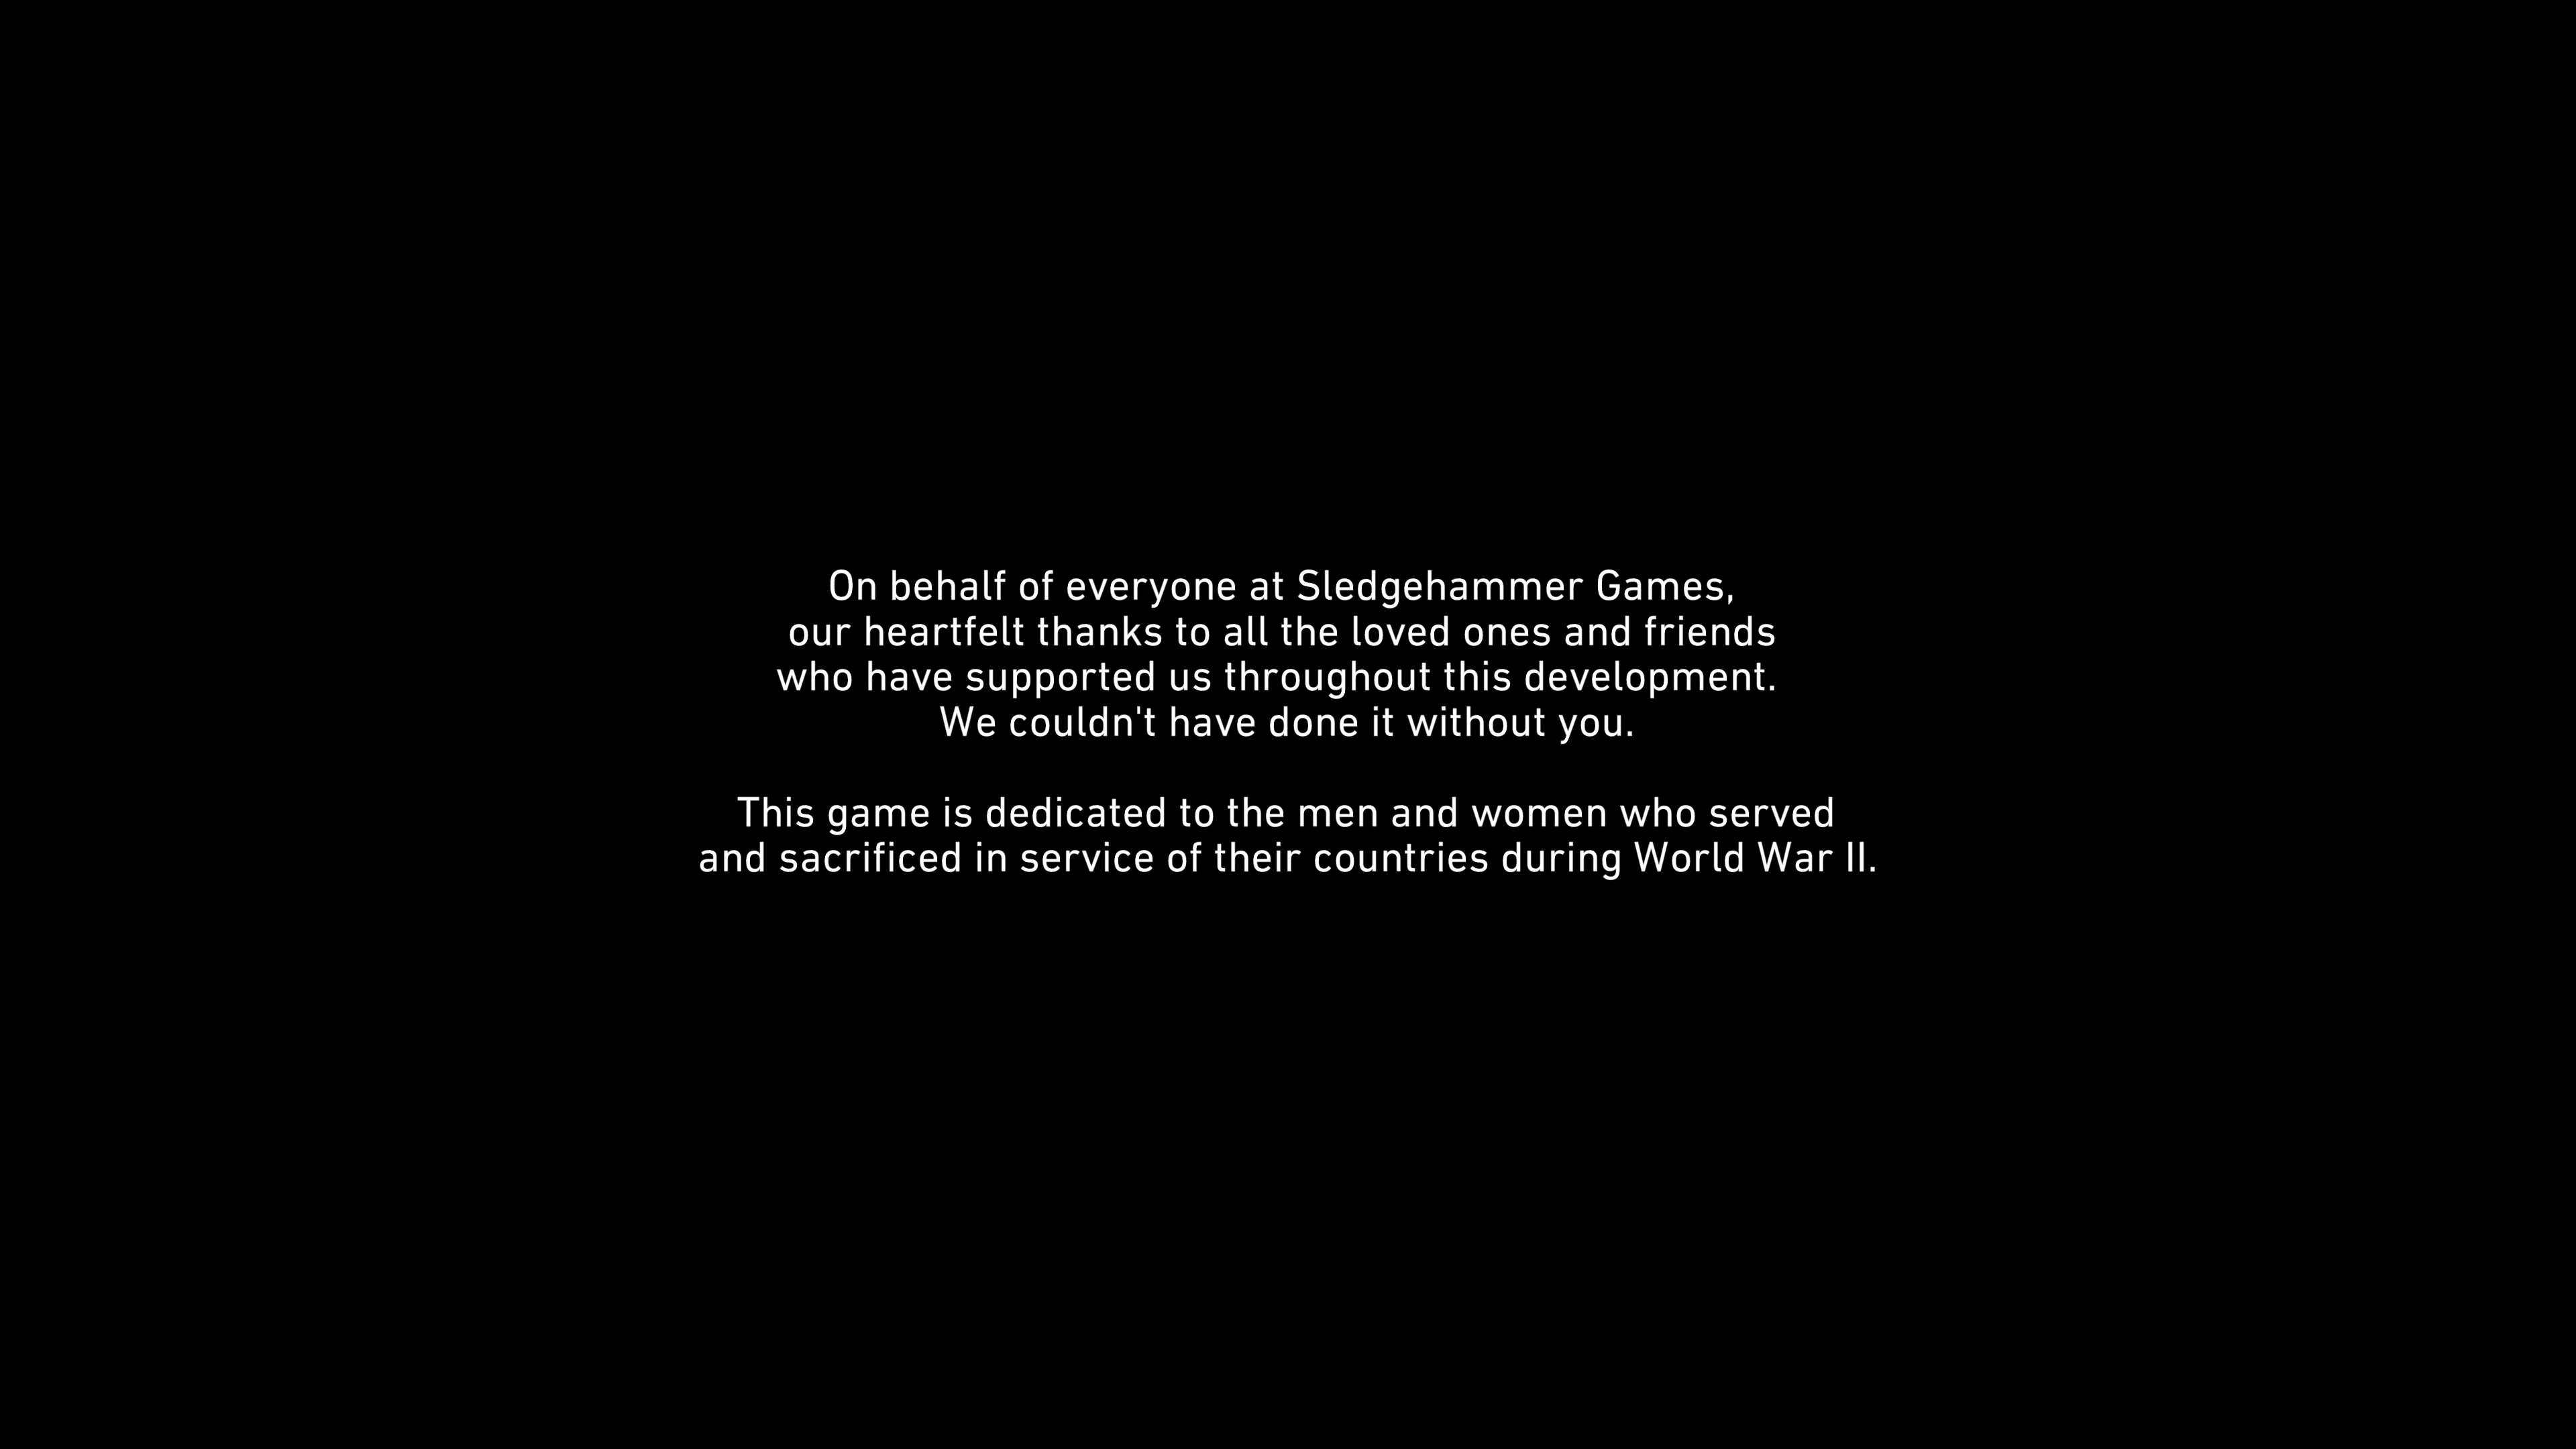 On behalf of everyone at Sledgehammer Games,
our heartfelt thanks to all the loved ones and friends
who have supported us throughout this development.
We couldn't have done it without you.
This game is dedicated to the men and women who served
and sacrificed in service of their countries during World War II.